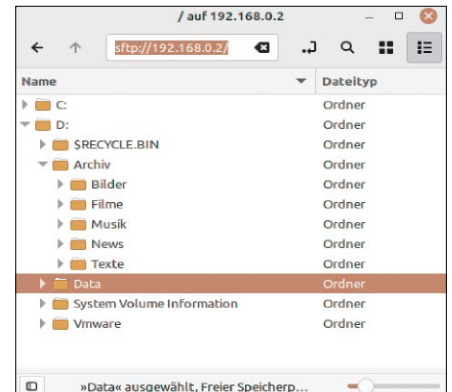 / auf 192.168.0.2
sftp://192.168.0.2/
Name Dateityp
C: Ordner
D: Ordner
$RECYCLE.BIN Ordner
Archiv Ordner
Bilder Ordner
Filme Ordner
Musik Ordner
News Ordner
Texte Ordner
Data Ordner
System Volume Information Ordner
Vmware Ordner
»Data« ausgewählt, Freier Speicherp...